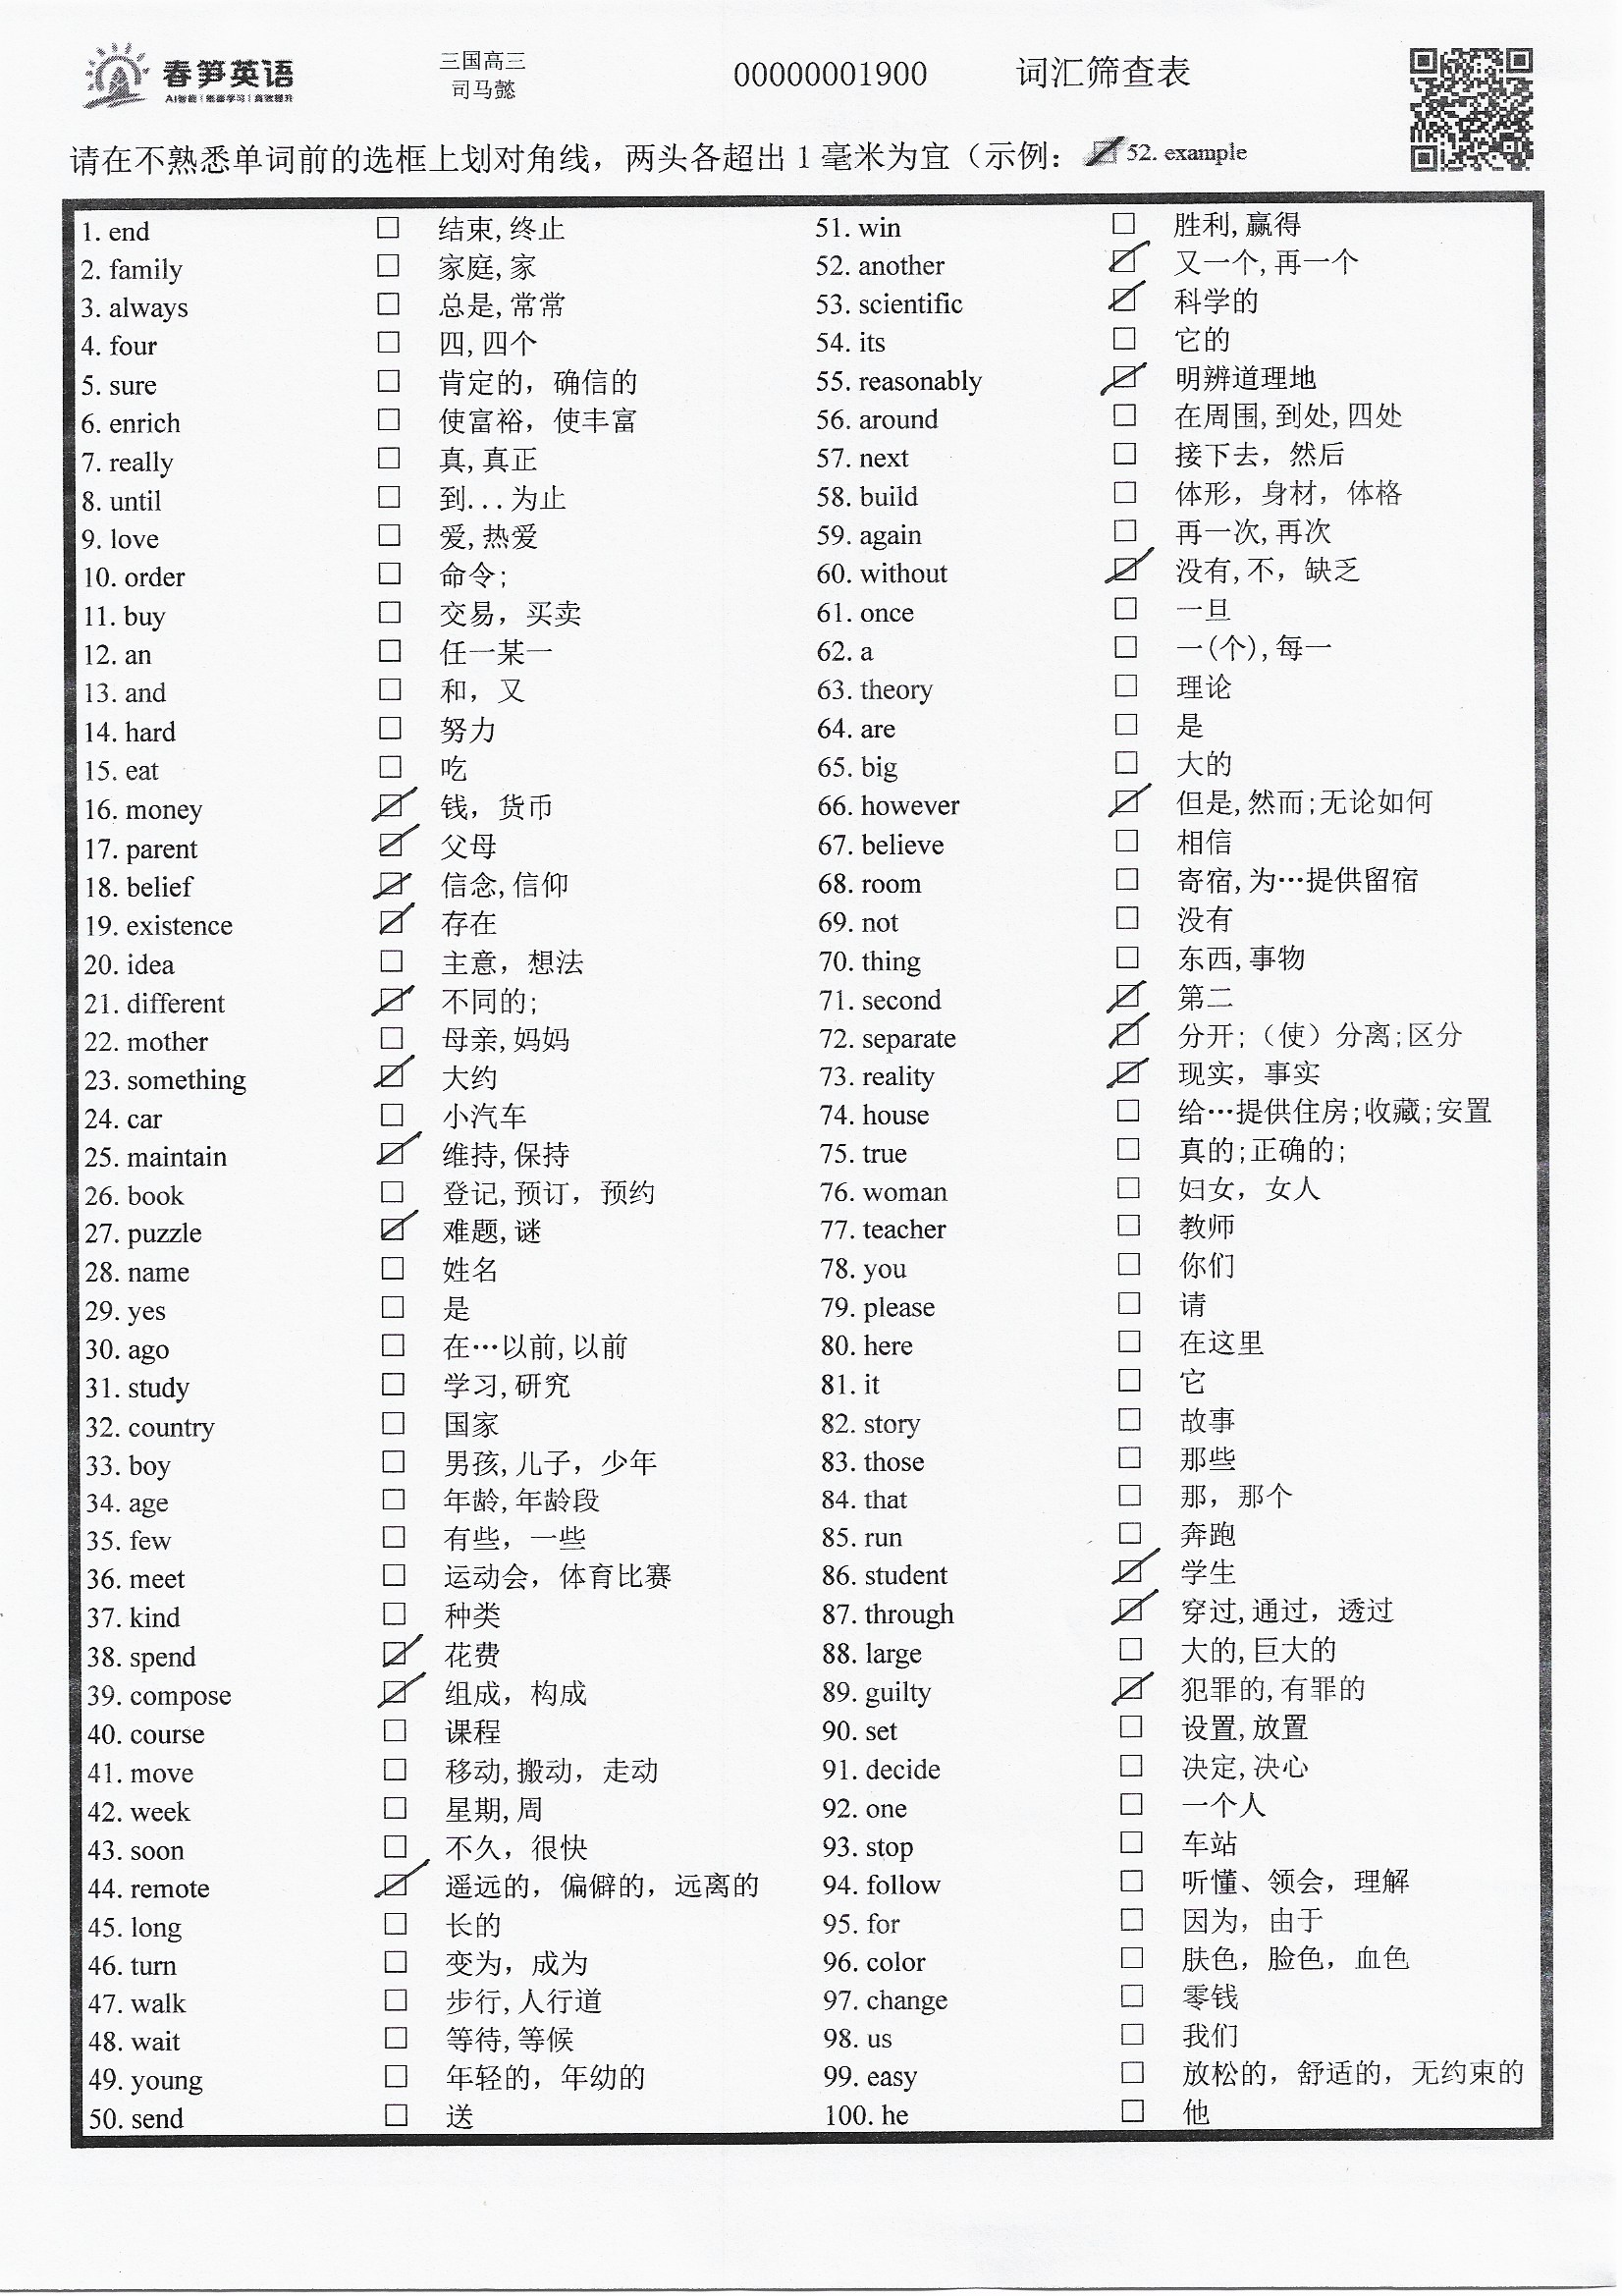 春笋英语
AI智能|低碳学习|高效提升
三国高三
司马懿
00000001900
词汇筛查表
请在不熟悉单词前的选框上划对角线，两头各超出 1 毫米为宜（示例： 52. example
1. end □ 结束,终止
2. family □ 家庭,家
3. always □ 总是,常常
4. four □ 四,四个
5. sure □ 肯定的，确信的
6. enrich □ 使富裕，使丰富
7. really □ 真,真正
8. until □ 到...为止
9. love □ 爱,热爱
10. order □ 命令;
11. buy □ 交易，买卖
12. an □ 任一某一
13. and □ 和，又
14. hard □ 努力
15. eat □ 吃
16. money ☑ 钱，货币
17. parent ☑ 父母
18. belief ☑ 信念,信仰
19. existence ☑ 存在
20. idea □ 主意，想法
21. different ☑ 不同的;
22. mother □ 母亲,妈妈
23. something ☑ 大约
24. car □ 小汽车
25. maintain ☑ 维持,保持
26. book □ 登记,预订，预约
27. puzzle ☑ 难题,谜
28. name □ 姓名
29. yes □ 是
30. ago □ 在…以前,以前
31. study □ 学习,研究
32. country □ 国家
33. boy □ 男孩,儿子，少年
34. age □ 年龄,年龄段
35. few □ 有些，一些
36. meet □ 运动会，体育比赛
37. kind □ 种类
38. spend ☑ 花费
39. compose ☑ 组成，构成
40. course □ 课程
41. move □ 移动,搬动，走动
42. week □ 星期,周
43. soon □ 不久，很快
44. remote ☑ 遥远的，偏僻的，远离的
45. long □ 长的
46. turn □ 变为，成为
47. walk □ 步行,人行道
48. wait □ 等待,等候
49. young □ 年轻的，年幼的
50. send □ 送
51. win □ 胜利,赢得
52. another ☑ 又一个,再一个
53. scientific ☑ 科学的
54. its □ 它的
55. reasonably ☑ 明辨道理地
56. around □ 在周围,到处,四处
57. next □ 接下去，然后
58. build □ 体形，身材，体格
59. again □ 再一次,再次
60. without ☑ 没有,不，缺乏
61. once □ 一旦
62. a □ 一(个),每一
63. theory □ 理论
64. are □ 是
65. big □ 大的
66. however ☑ 但是,然而;无论如何
67. believe □ 相信
68. room □ 寄宿,为…提供留宿
69. not □ 没有
70. thing □ 东西,事物
71. second ☑ 第二
72. separate ☑ 分开;（使）分离;区分
73. reality ☑ 现实，事实
74. house □ 给…提供住房;收藏;安置
75. true □ 真的;正确的;
76. woman □ 妇女，女人
77. teacher □ 教师
78. you □ 你们
79. please □ 请
80. here □ 在这里
81. it □ 它
82. story □ 故事
83. those □ 那些
84. that □ 那，那个
85. run □ 奔跑
86. student ☑ 学生
87. through ☑ 穿过,通过，透过
88. large □ 大的,巨大的
89. guilty ☑ 犯罪的,有罪的
90. set □ 设置,放置
91. decide □ 决定,决心
92. one □ 一个人
93. stop □ 车站
94. follow □ 听懂、领会，理解
95. for □ 因为，由于
96. color □ 肤色，脸色，血色
97. change □ 零钱
98. us □ 我们
99. easy □ 放松的，舒适的，无约束的
100. he □ 他